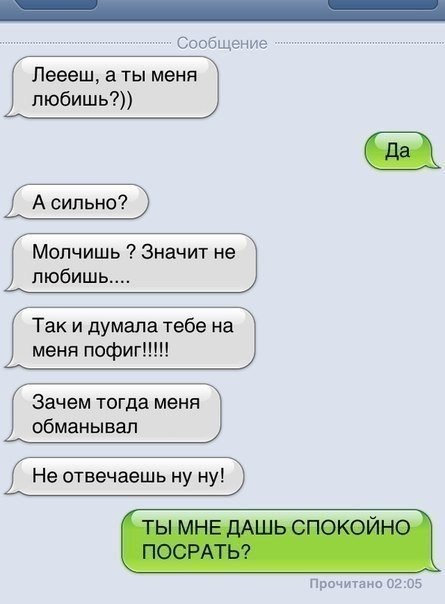 Сообщение
Леееш, а ты меня
любишь?))
Да
А сильно?
Молчишь ? Значит не
любишь....
Так и думала тебе на
меня пофиг!!!!!
Зачем тогда меня
обманывал
Не отвечаешь ну ну!
ТЫ МНЕ ДАШЬ СПОКОЙНО
ПОСРАТЬ?
Прочитано 02:05